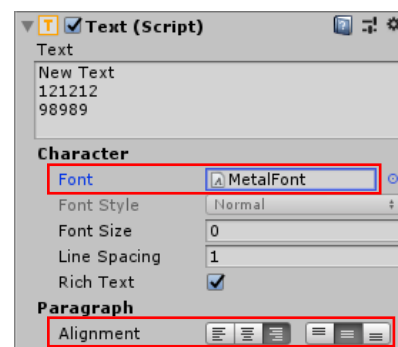 Text (Script)
Text
New Text
121212
98989
Character
Font MetalFont
Font Style Normal
Font Size 0
Line Spacing 1
Rich Text
Paragraph
Alignment